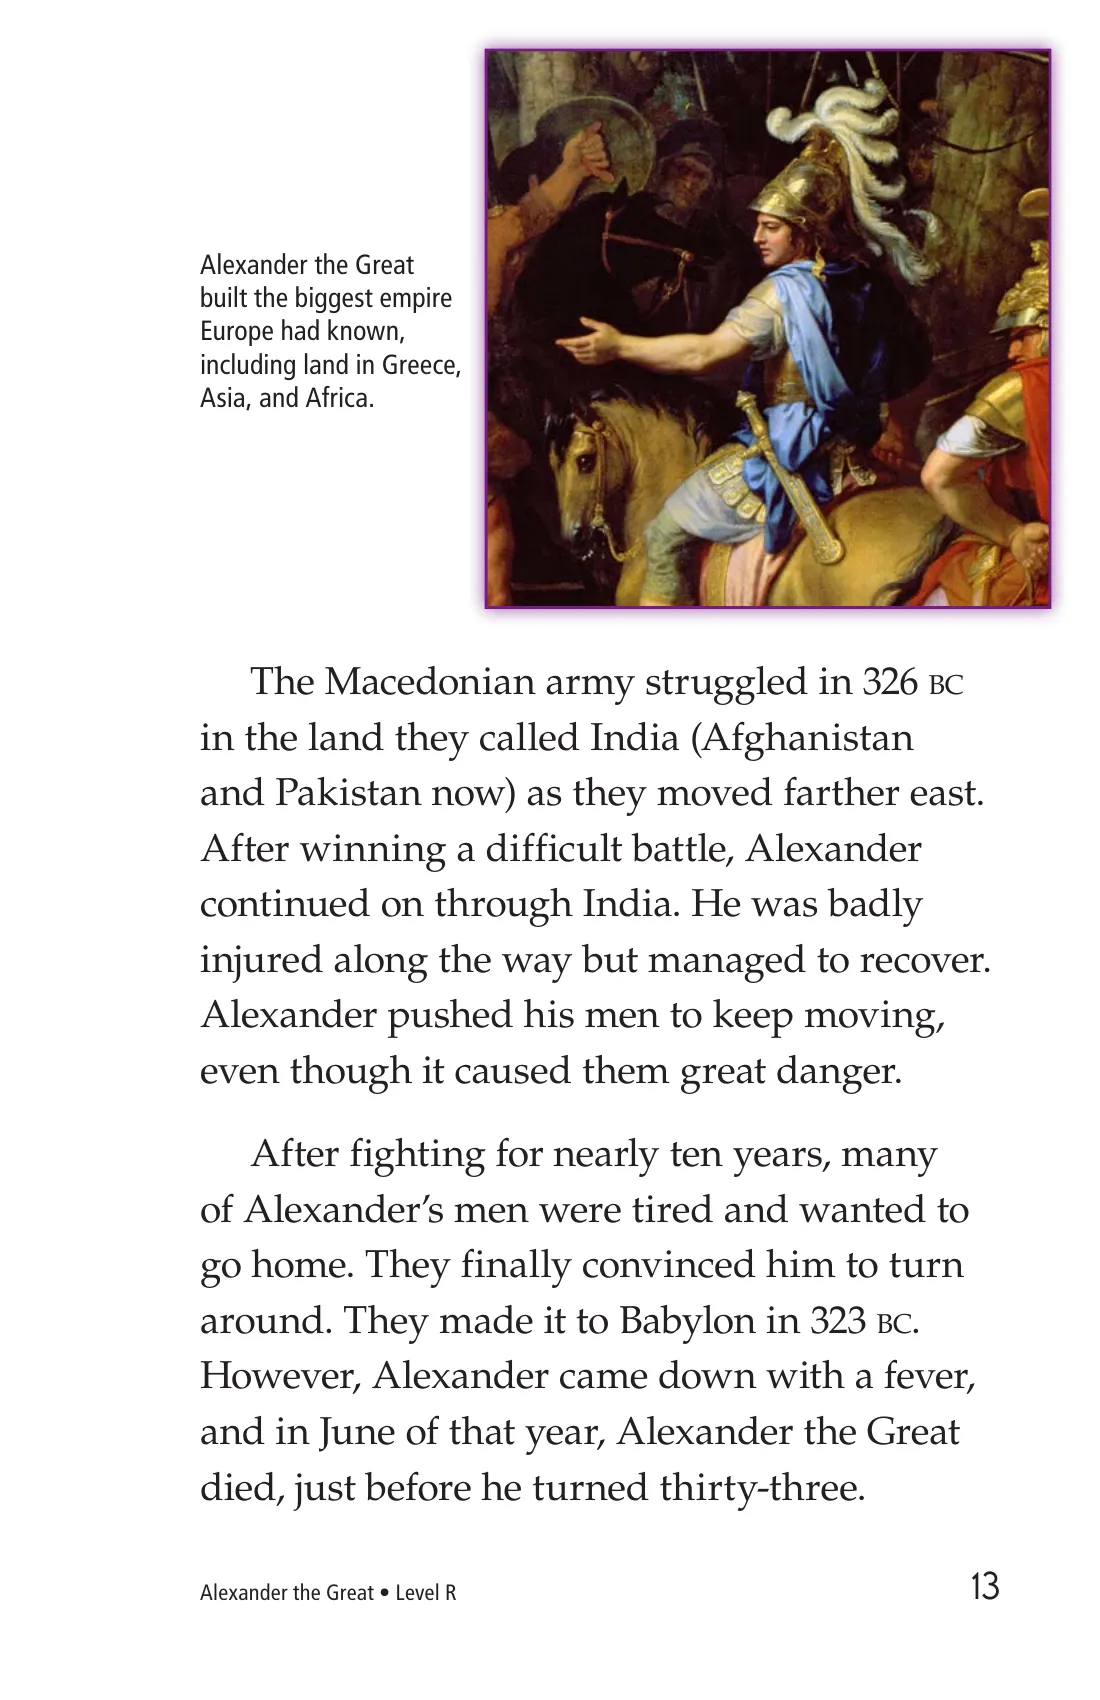 Alexander the Great
built the biggest empire
Europe had known,
including land in Greece,
Asia, and Africa.
The Macedonian army struggled in 326 BC
in the land they called India (Afghanistan
and Pakistan now) as they moved farther east.
After winning a difficult battle, Alexander
continued on through India. He was badly
injured along the way but managed to recover.
Alexander pushed his men to keep moving,
even though it caused them great danger.
After fighting for nearly ten years, many
of Alexander’s men were tired and wanted to
go home. They finally convinced him to turn
around. They made it to Babylon in 323 BC.
However, Alexander came down with a fever,
and in June of that year, Alexander the Great
died, just before he turned thirty-three.
Alexander the Great • Level R
13